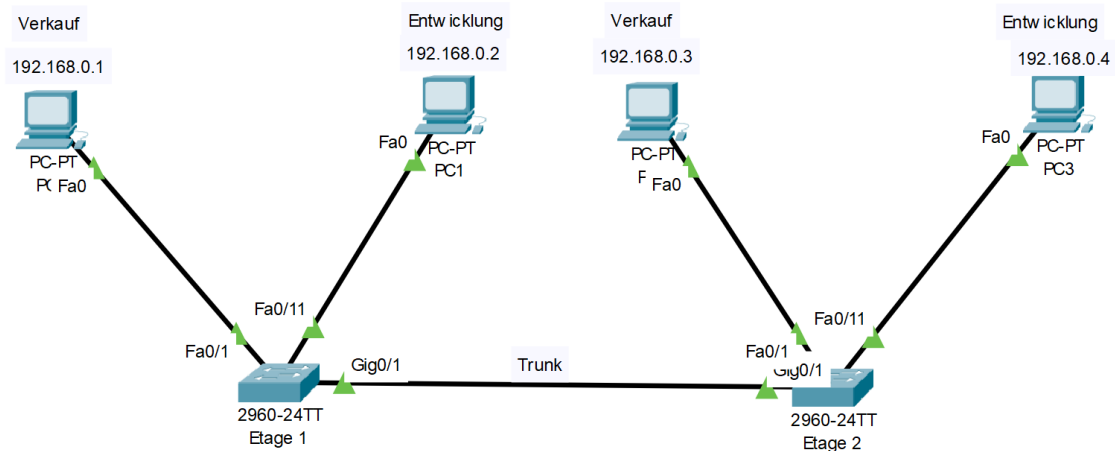 Verkauf
192.168.0.1
PC-PT
Fa0
Entwicklung
192.168.0.2
Fa0
PC-PT
PC1
Verkauf
192.168.0.3
PC-PT
Fa0
Entwicklung
192.168.0.4
Fa0
PC-PT
PC3
Fa0/1
Fa0/11
Gig0/1
2960-24TT
Etage 1
Trunk
Fa0/1
Fa0/11
Gig0/1
2960-24TT
Etage 2